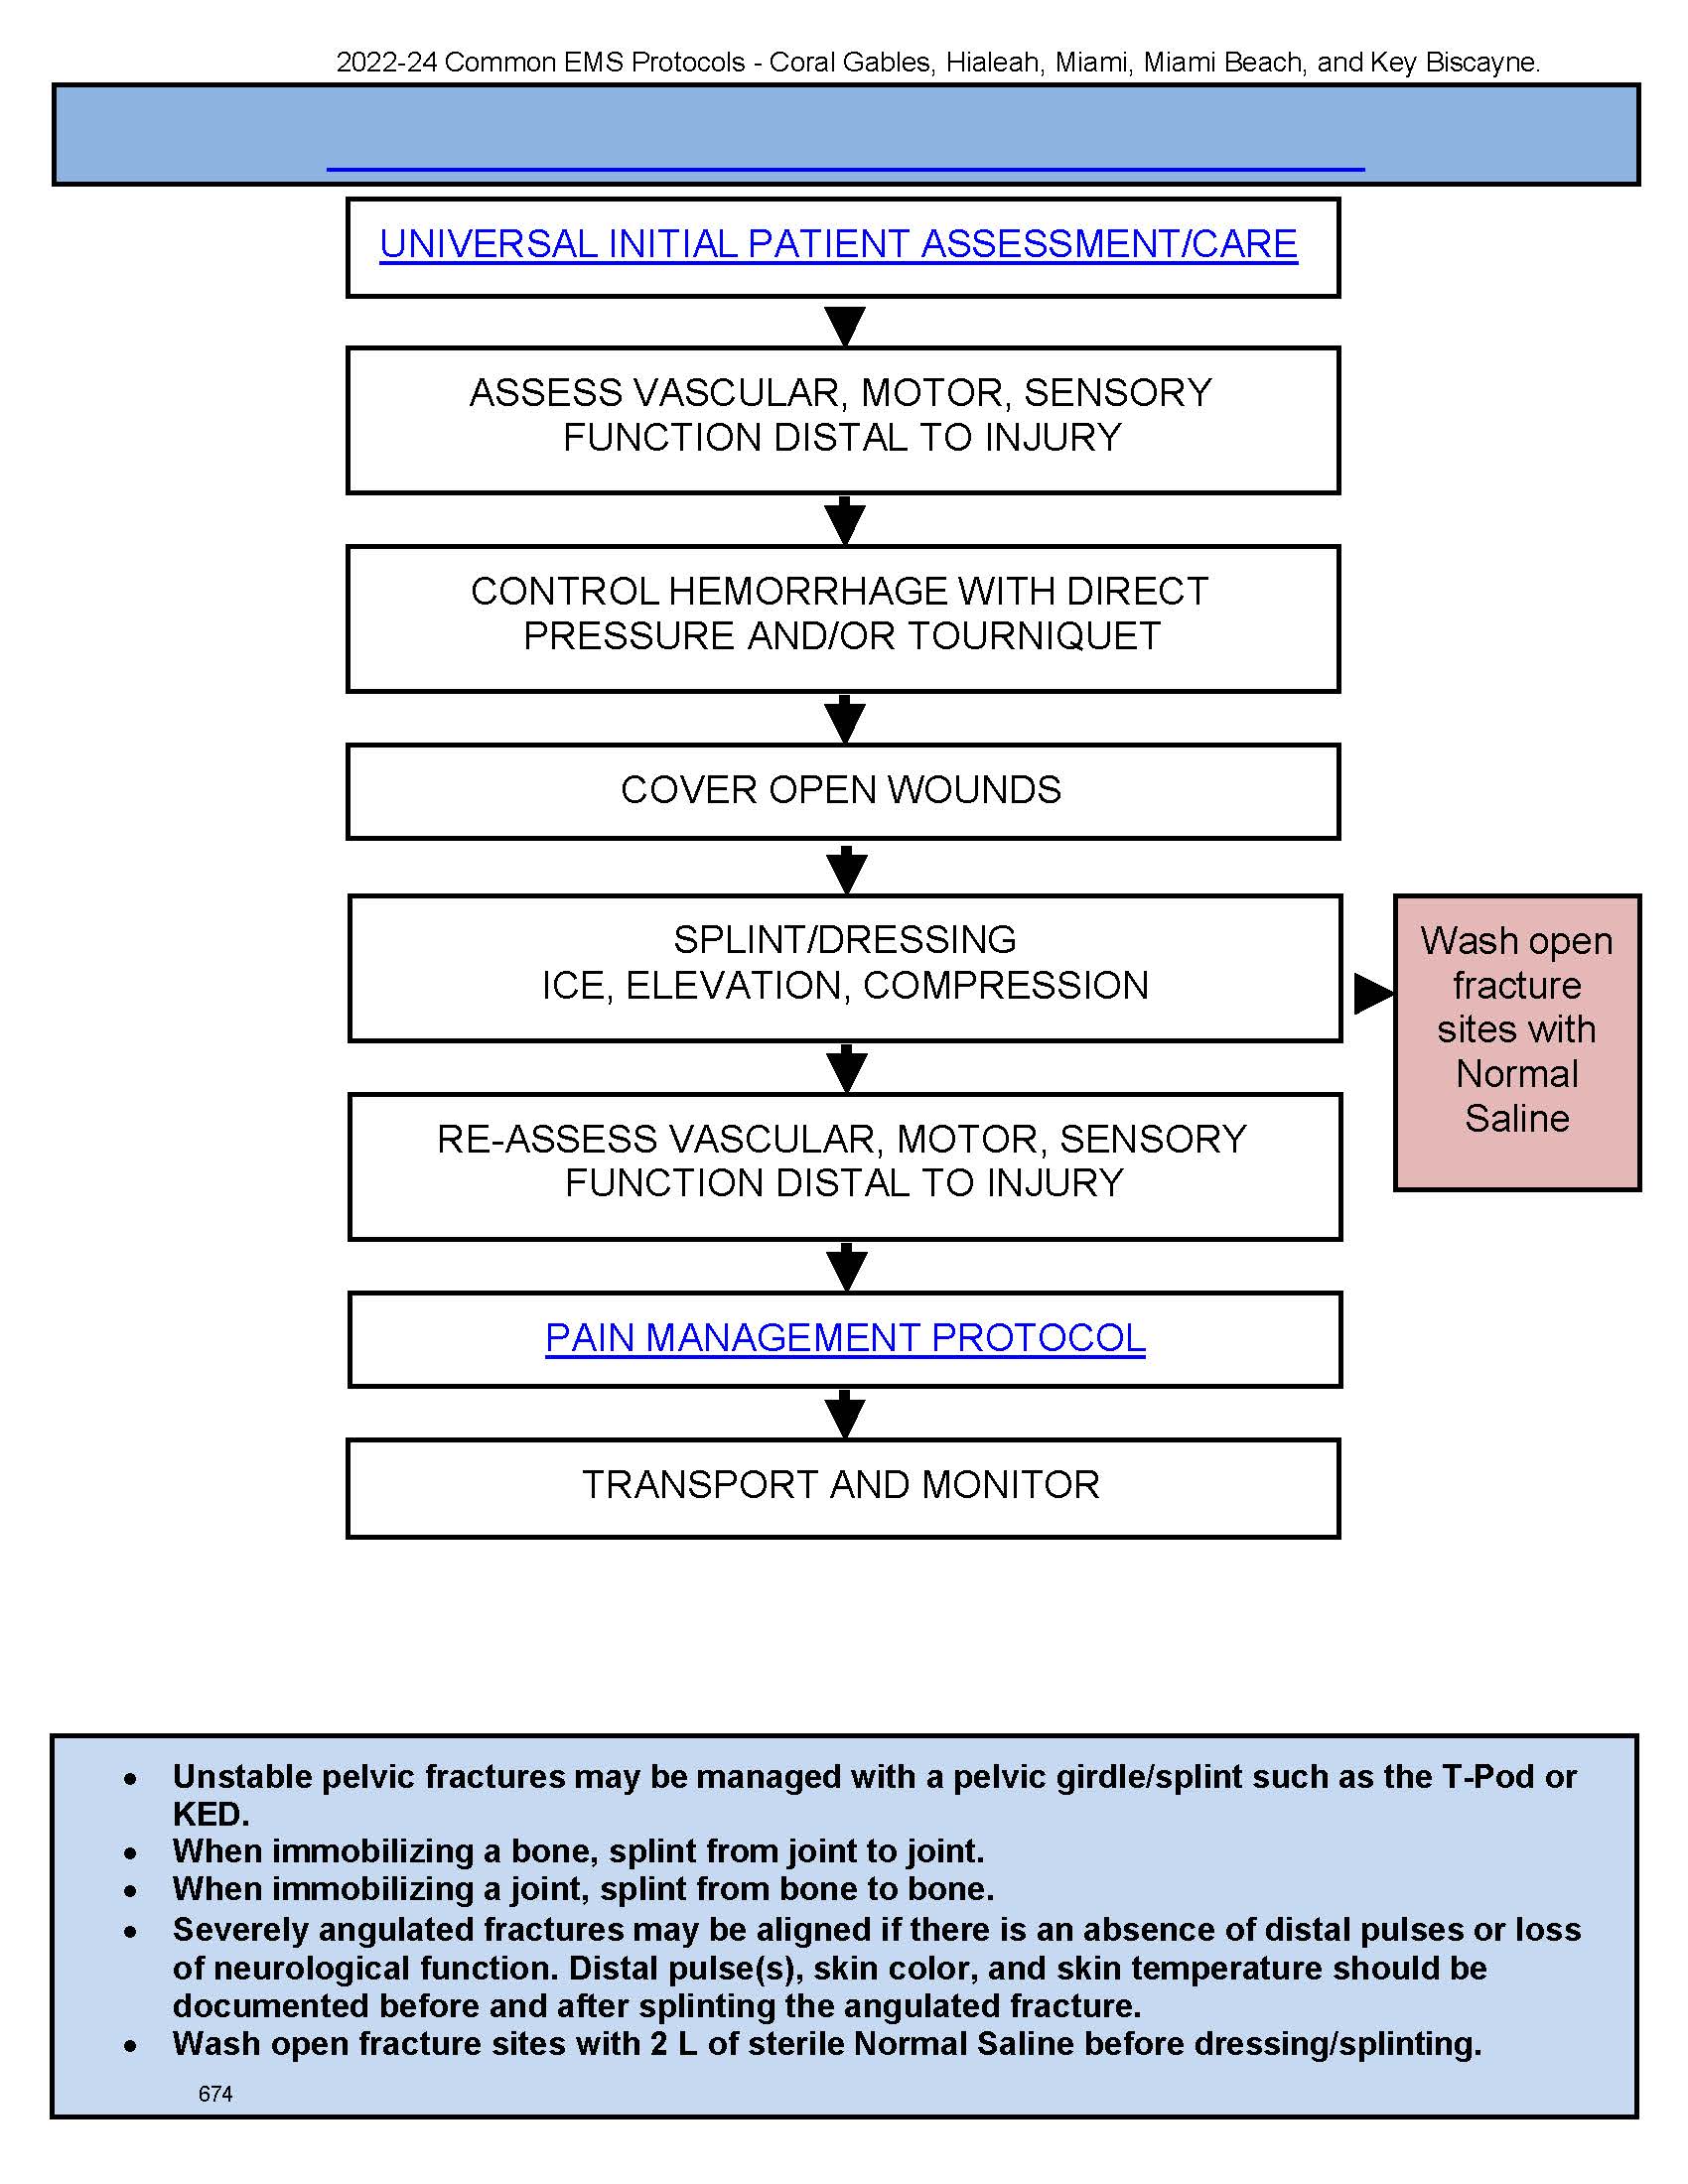 2022-24 Common EMS Protocols - Coral Gables, Hialeah, Miami, Miami Beach, and Key Biscayne.
UNIVERSAL INITIAL PATIENT ASSESSMENT/CARE
ASSESS VASCULAR, MOTOR, SENSORY
FUNCTION DISTAL TO INJURY
CONTROL HEMORRHAGE WITH DIRECT
PRESSURE AND/OR TOURNIQUET
COVER OPEN WOUNDS
SPLINT/DRESSING
ICE, ELEVATION, COMPRESSION
Wash open
fracture
sites with
Normal
Saline
RE-ASSESS VASCULAR, MOTOR, SENSORY
FUNCTION DISTAL TO INJURY
PAIN MANAGEMENT PROTOCOL
TRANSPORT AND MONITOR
• Unstable pelvic fractures may be managed with a pelvic girdle/splint such as the T-Pod or
KED.
• When immobilizing a bone, splint from joint to joint.
• When immobilizing a joint, splint from bone to bone.
• Severely angulated fractures may be aligned if there is an absence of distal pulses or loss
of neurological function. Distal pulse(s), skin color, and skin temperature should be
documented before and after splinting the angulated fracture.
• Wash open fracture sites with 2 L of sterile Normal Saline before dressing/splinting.
674